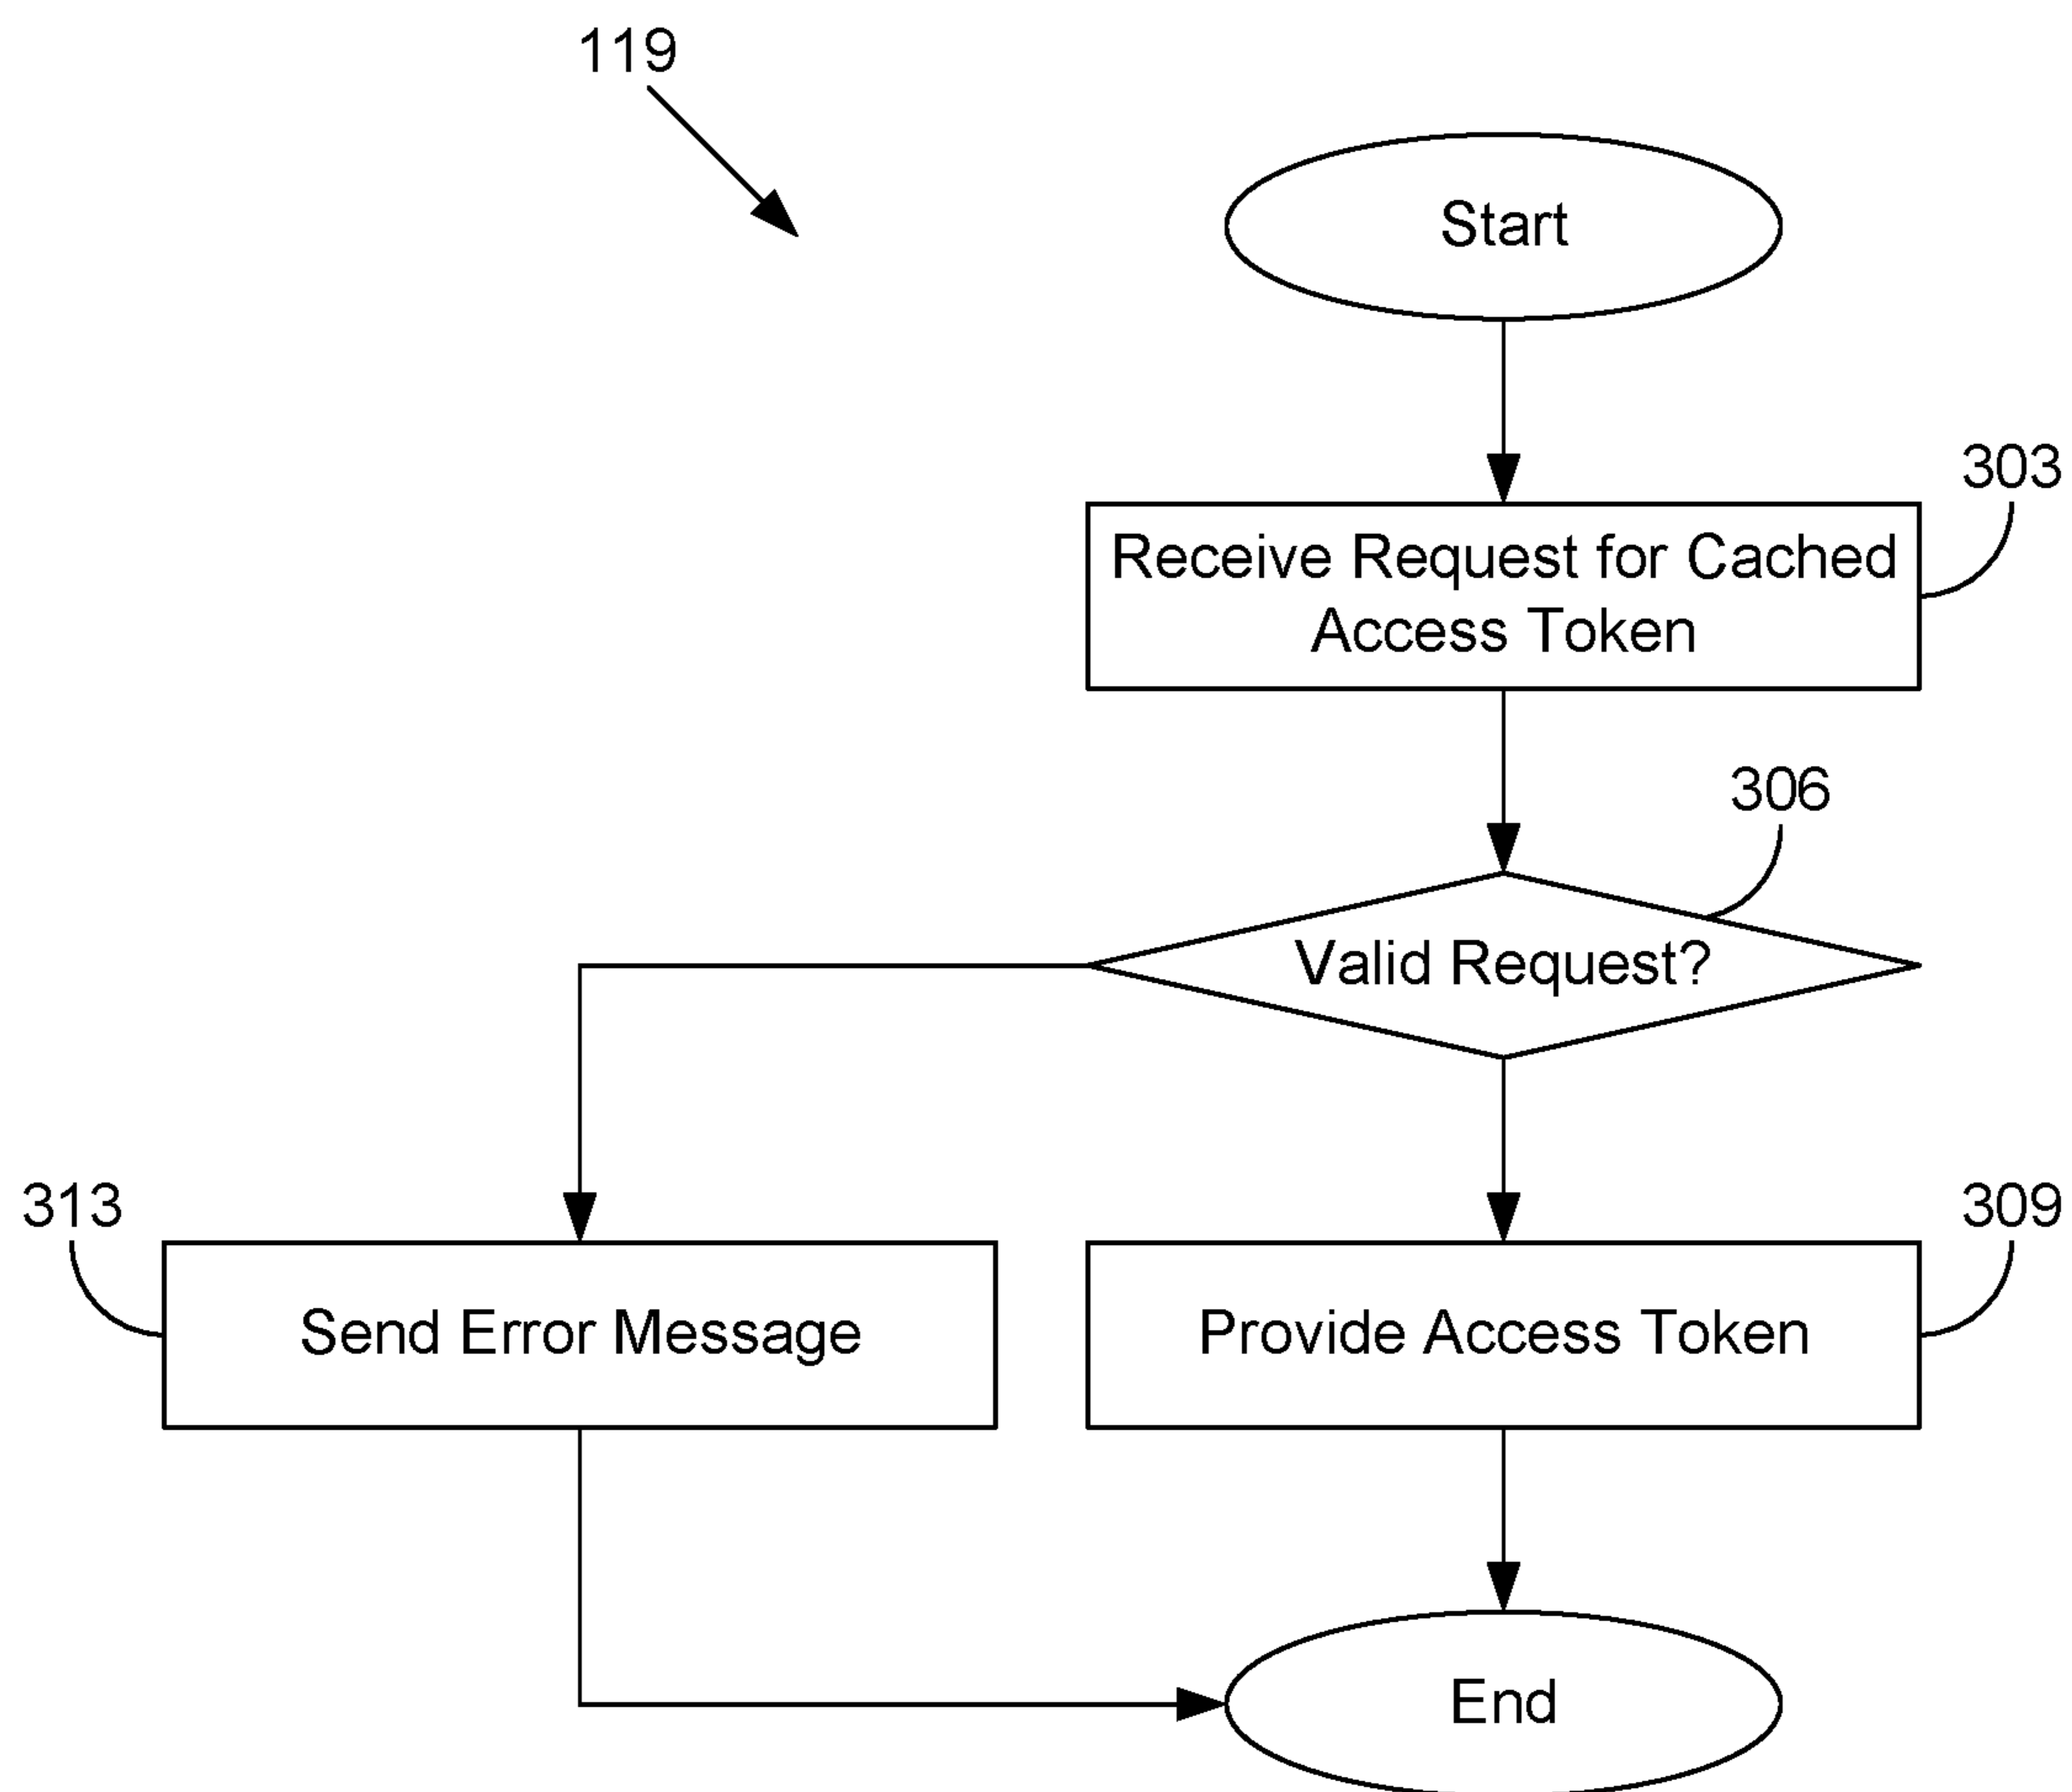 119
Start
303
Receive Request for Cached
Access Token
306
Valid Request?
313
309
Send Error Message
Provide Access Token
End